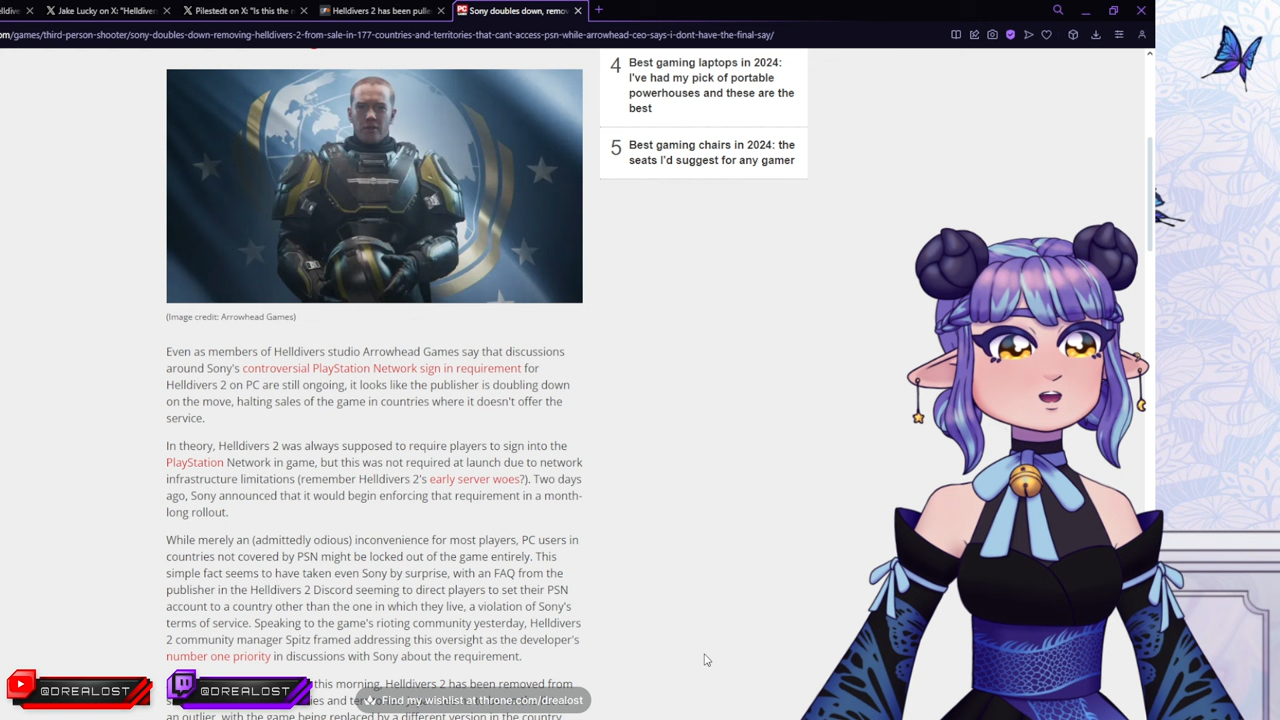 elldive
Jake Lucky on X: "Helldivers
Pilestedt on X: "Is this the r
Helldivers 2 has been pulle
Sony doubles down, remov
om/games/third-person-shooter/sony-doubles-down-removing-helldivers-2-from-sale-in-177-countries-and-territories-that-cant-access-psn-while-arrowhead-ceo-says-i-dont-have-the-final-say/
4 Best gaming laptops in 2024:
I've had my pick of portable
powerhouses and these are the
best
5 Best gaming chairs in 2024: the
seats I'd suggest for any gamer
(Image credit: Arrowhead Games)
Even as members of Helldivers studio Arrowhead Games say that discussions
around Sony's controversial PlayStation Network sign in requirement for
Helldivers 2 on PC are still ongoing, it looks like the publisher is doubling down
on the move, halting sales of the game in countries where it doesn't offer the
service.
In theory, Helldivers 2 was always supposed to require players to sign into the
PlayStation Network in game, but this was not required at launch due to network
infrastructure limitations (remember Helldivers 2's early server woes?). Two days
ago, Sony announced that it would begin enforcing that requirement in a month-
long rollout.
While merely an (admittedly odious) inconvenience for most players, PC users in
countries not covered by PSN might be locked out of the game entirely. This
simple fact seems to have taken even Sony by surprise, with an FAQ from the
publisher in the Helldivers 2 Discord seeming to direct players to set their PSN
account to a country other than the one in which they live, a violation of Sony's
terms of service. Speaking to the game's rioting community yesterday, Helldivers
2 community manager Spitz framed addressing this oversight as the developer's
number one priority in discussions with Sony about the requirement.
this morning, Helldivers 2 has been removed from
ies and ter
an outlier, with the game being replaced by a different version in the country
@DREALOST
@DREALOST
Find my wishlist at throne.com/drealost